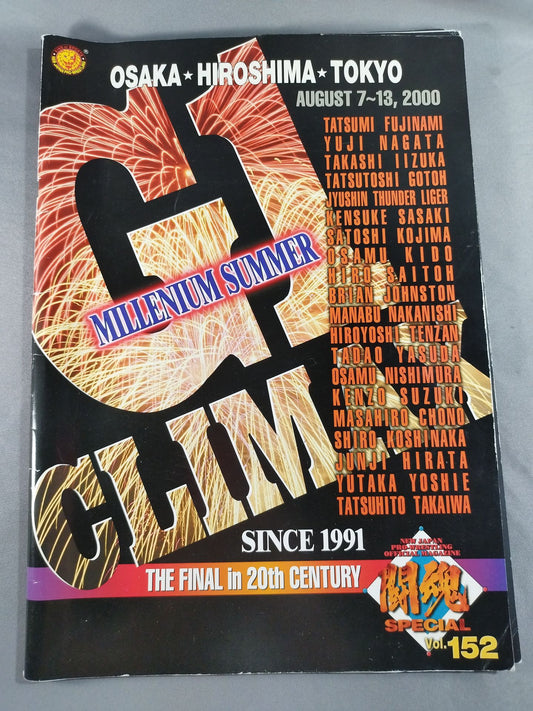 OSAKA★HIROSHIMA★TOKYO
AUGUST 7~13, 2000
G1
CLIMAX
MILLENIUM SUMMER
TATSUMI FUJINAMI
YUJI NAGATA
TAKASHI IIZUKA
TATSUTOSHI GOTOH
JYUSHIN THUNDER LIGER
KENSUKE SASAKI
SATOSHI KOJIMA
OSAMU KIDO
HIRO SAITOH
BRIAN JOHNSTON
MANABU NAKANISHI
HIROYOSHI TENZAN
TADAO YASUDA
OSAMU NISHIMURA
KENZO SUZUKI
MASAHIRO CHONO
SHIRO KOSHINAKA
JUNJI HIRATA
YUTAKA YOSHIE
TATSUHITO TAKAIWA
SINCE 1991
THE FINAL in 20th CENTURY
NEW JAPAN
PRO-WRESTLING
OFFICIAL MAGAZINE
闘魂
SPECIAL
Vol.152